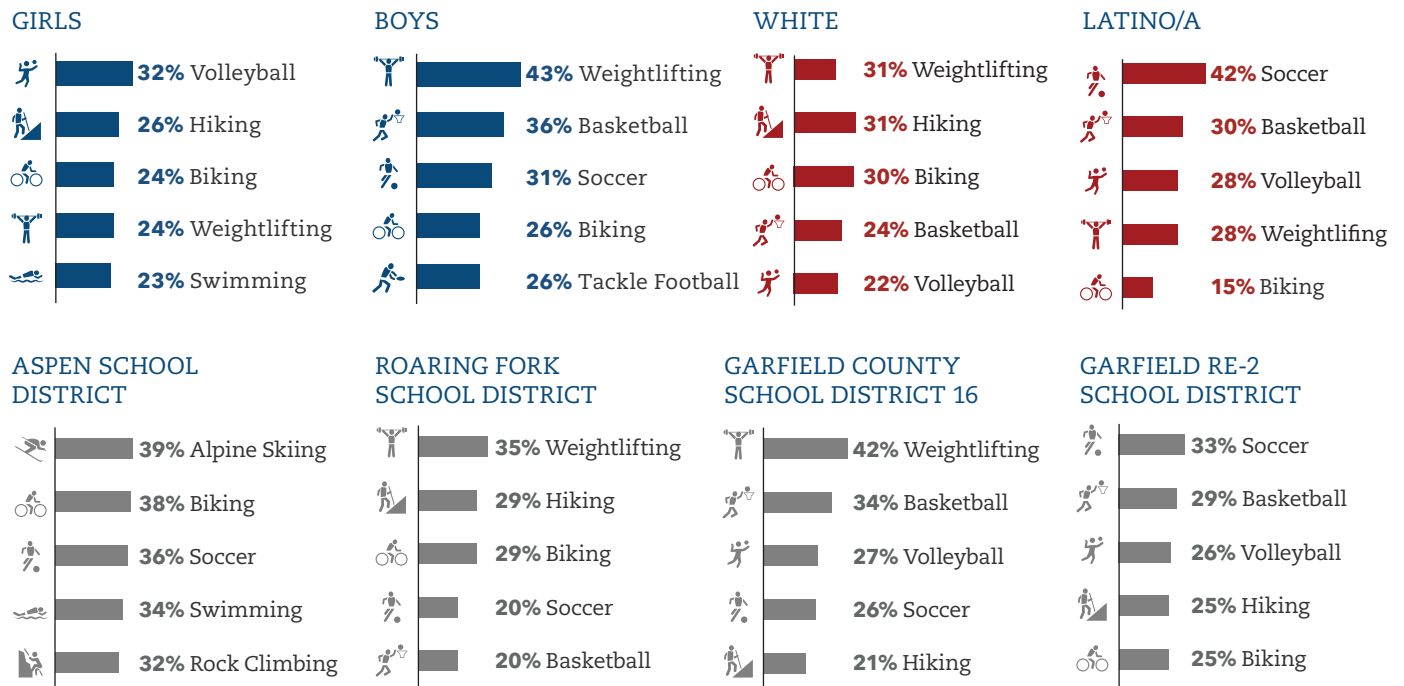 GIRLS
32% Volleyball
26% Hiking
24% Biking
24% Weightlifting
23% Swimming
BOYS
43% Weightlifting
36% Basketball
31% Soccer
26% Biking
26% Tackle Football
WHITE
31% Weightlifting
31% Hiking
30% Biking
24% Basketball
22% Volleyball
LATINO/A
42% Soccer
30% Basketball
28% Volleyball
28% Weightlifing
15% Biking
ASPEN SCHOOL
DISTRICT
39% Alpine Skiing
38% Biking
36% Soccer
34% Swimming
32% Rock Climbing
ROARING FORK
SCHOOL DISTRICT
35% Weightlifting
29% Hiking
29% Biking
20% Soccer
20% Basketball
GARFIELD COUNTY
SCHOOL DISTRICT 16
42% Weightlifting
34% Basketball
27% Volleyball
26% Soccer
21% Hiking
GARFIELD RE-2
SCHOOL DISTRICT
33% Soccer
29% Basketball
26% Volleyball
25% Hiking
25% Biking